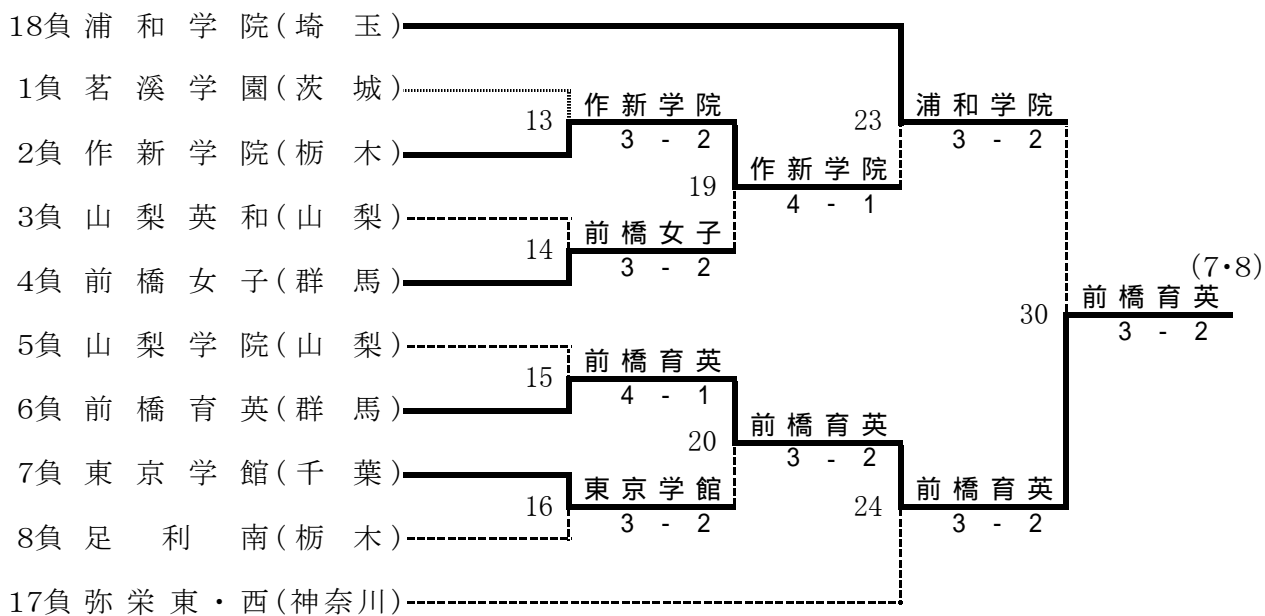 18負 浦和学院(埼玉)
1負 茗溪学園(茨城)
13 作新学院 23 浦和学院
3 - 2 3 - 2
2負 作新学院(栃木)
19 作新学院
4 - 1
3負 山梨英和(山梨)
14 前橋女子
3 - 2
4負 前橋女子(群馬)
(7・8)
30 前橋育英
3 - 2
5負 山梨学院(山梨)
15 前橋育英
4 - 1
6負 前橋育英(群馬)
20 前橋育英
3 - 2
7負 東京学館(千葉)
16 東京学館 24 前橋育英
3 - 2 3 - 2
8負 足利南(栃木)
17負 弥栄東・西(神奈川)